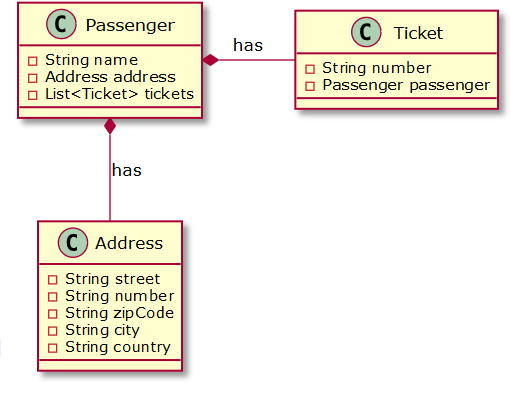 C Passenger
String name
Address address
List<Ticket> tickets
has
C Ticket
String number
Passenger passenger
has
C Address
String street
String number
String zipCode
String city
String country